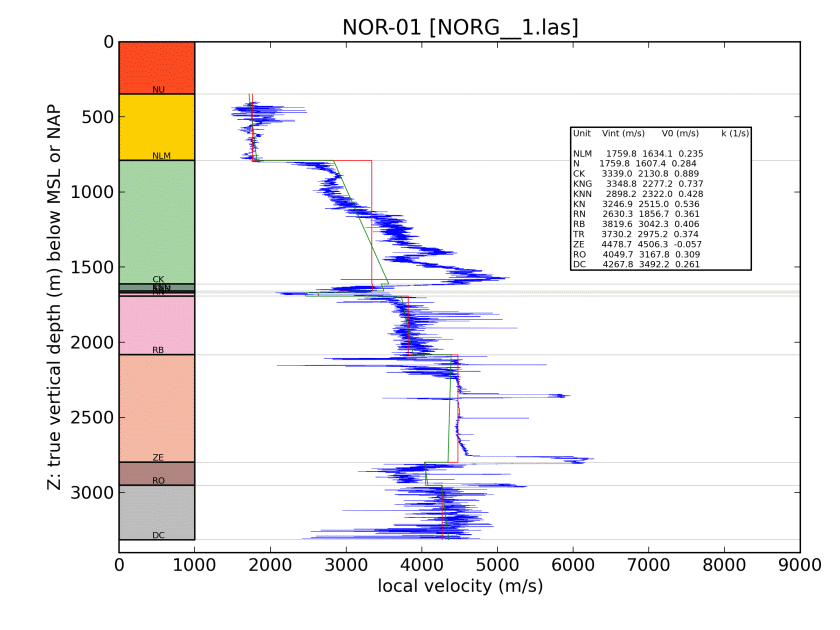 NOR-01 [NORG__1.las]
Z: true vertical depth (m) below MSL or NAP
0
500
1000
1500
2000
2500
3000
NU
NLM
CK
RB
ZE
RO
DC
Unit Vint (m/s) V0 (m/s) k (1/s)
NLM 1759.8 1634.1 0.235
N 1759.8 1607.4 0.284
CK 3339.0 2130.8 0.889
KNG 3348.8 2277.2 0.737
KNN 2898.2 2322.0 0.428
KN 3246.9 2515.0 0.536
RN 2630.3 1856.7 0.361
RB 3819.6 3042.3 0.406
TR 3730.2 2975.2 0.374
ZE 4478.7 4506.3 -0.057
RO 4049.7 3167.8 0.309
DC 4267.8 3492.2 0.261
0 1000 2000 3000 4000 5000 6000 7000 8000 9000
local velocity (m/s)